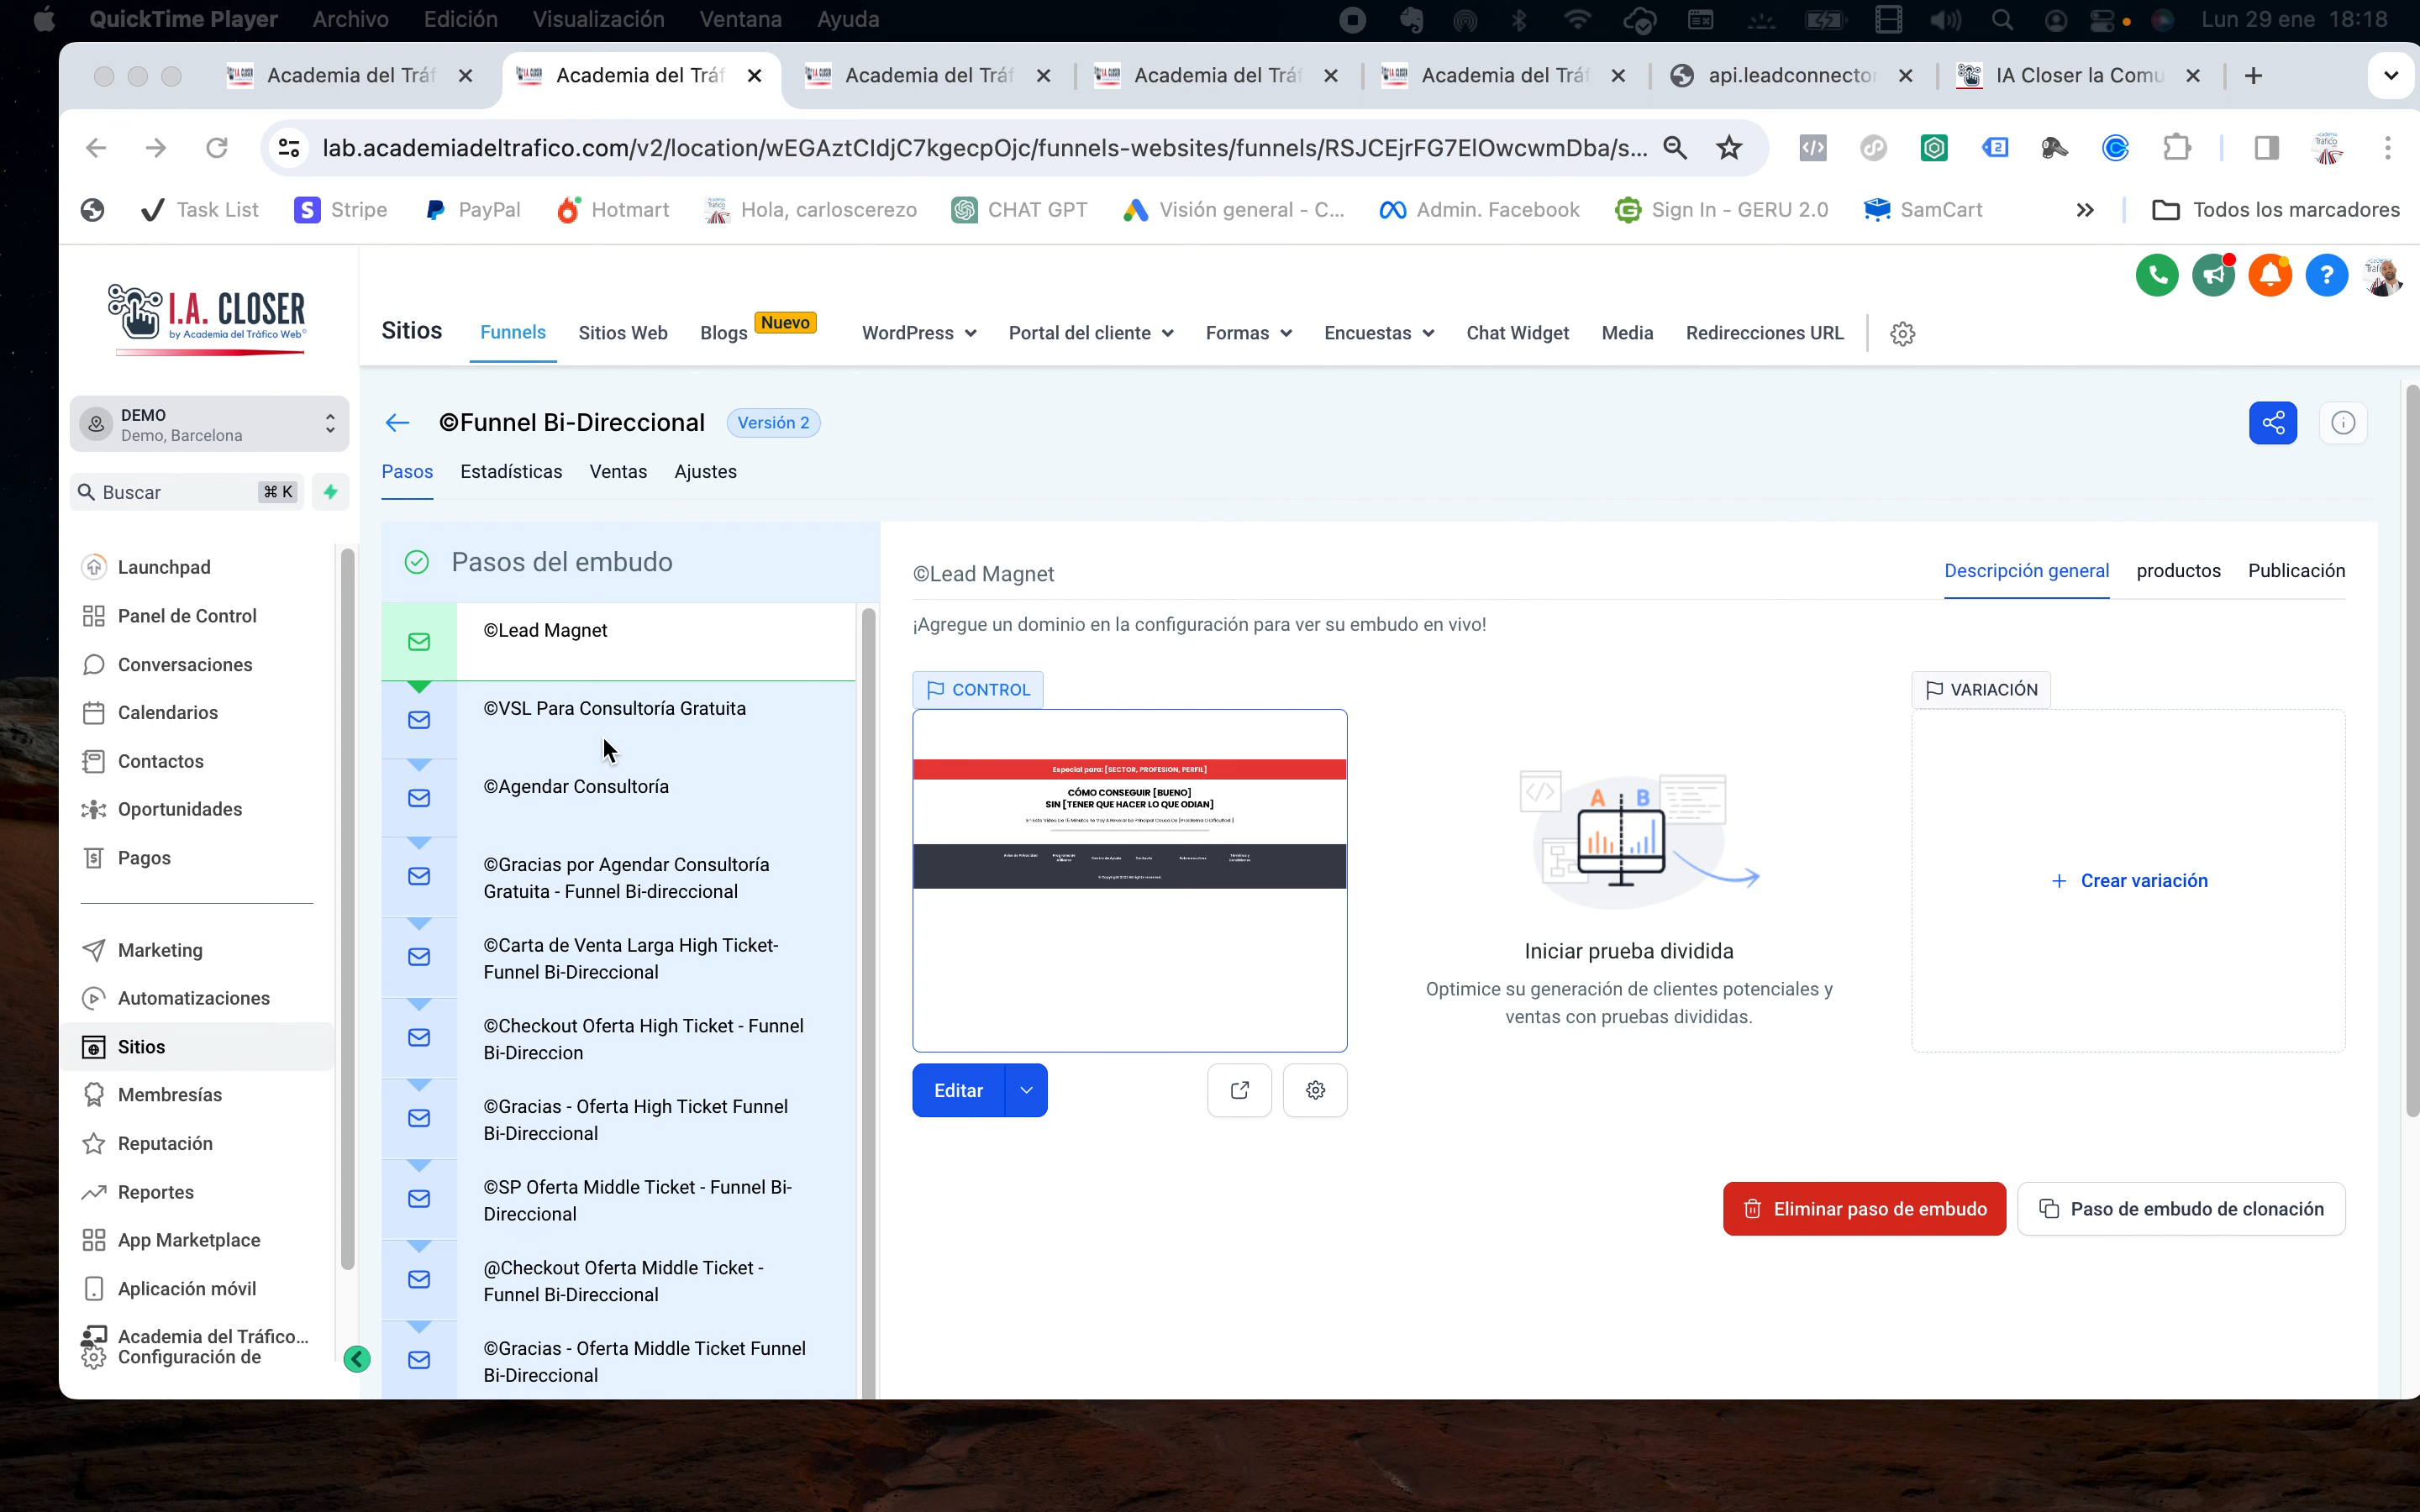 QuickTime Player Archivo Edición Visualización Ventana Ayuda Lun 29 ene 18:18
Academia del Tráf Academia del Tráf Academia del Tráf Academia del Tráf Academia del Tráf api.leadconnector IA Closer la Comu
lab.academiadeltrafico.com/v2/location/wEGAztCIdjC7kgecpOjc/funnels-websites/funnels/RSJCEjrFG7ElOwcwmDba/s...
Task List Stripe PayPal Hotmart Hola, carloscerezo CHAT GPT Visión general - C... Admin. Facebook Sign In - GERU 2.0 SamCart Todos los marcadores
I.A. CLOSER
by Academia del Tráfico Web
Sitios Funnels Sitios Web Blogs Nuevo WordPress Portal del cliente Formas Encuestas Chat Widget Media Redirecciones URL
DEMO
Demo, Barcelona
Buscar ⌘ K
Launchpad
Panel de Control
Conversaciones
Calendarios
Contactos
Oportunidades
Pagos
Marketing
Automatizaciones
Sitios
Membresías
Reputación
Reportes
App Marketplace
Aplicación móvil
Academia del Tráfico...
Configuración de
©Funnel Bi-Direccional Versión 2
Pasos Estadísticas Ventas Ajustes
Pasos del embudo
©Lead Magnet
©VSL Para Consultoría Gratuita
©Agendar Consultoría
©Gracias por Agendar Consultoría
Gratuita - Funnel Bi-direccional
©Carta de Venta Larga High Ticket-
Funnel Bi-Direccional
©Checkout Oferta High Ticket - Funnel
Bi-Direccion
©Gracias - Oferta High Ticket Funnel
Bi-Direccional
©SP Oferta Middle Ticket - Funnel Bi-
Direccional
@Checkout Oferta Middle Ticket -
Funnel Bi-Direccional
©Gracias - Oferta Middle Ticket Funnel
Bi-Direccional
©Lead Magnet Descripción general productos Publicación
¡Agregue un dominio en la configuración para ver su embudo en vivo!
CONTROL
Especial para: [SECTOR, PROFESION, PERFIL]
CÓMO CONSEGUIR [BUENO]
SIN [TENER QUE HACER LO QUE ODIAN]
A B
Iniciar prueba dividida
Optimice su generación de clientes potenciales y
ventas con pruebas divididas.
VARIACIÓN
+ Crear variación
Editar
Eliminar paso de embudo Paso de embudo de clonación